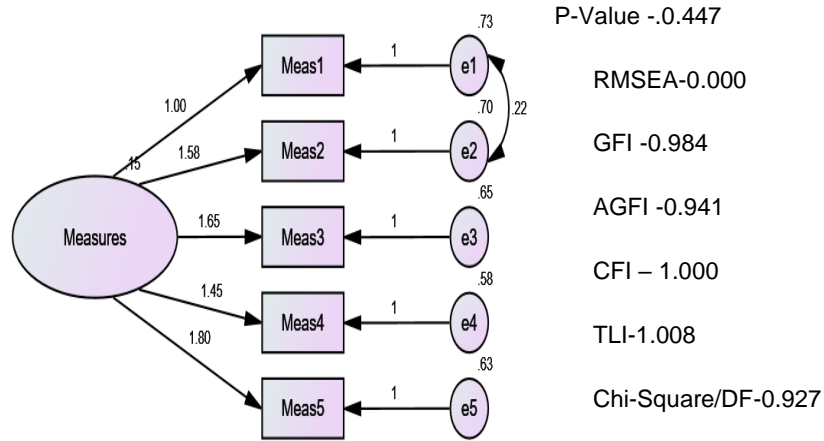 P-Value -.0.447
.73
Meas1
1
e1
RMSEA-0.000
1.00
.70
.22
GFI -0.984
.15
1.58
Meas2
1
e2
.65
AGFI -0.941
Measures
1.65
Meas3
1
e3
.58
CFI – 1.000
1.45
Meas4
1
e4
TLI-1.008
1.80
.63
Meas5
1
e5
Chi-Square/DF-0.927